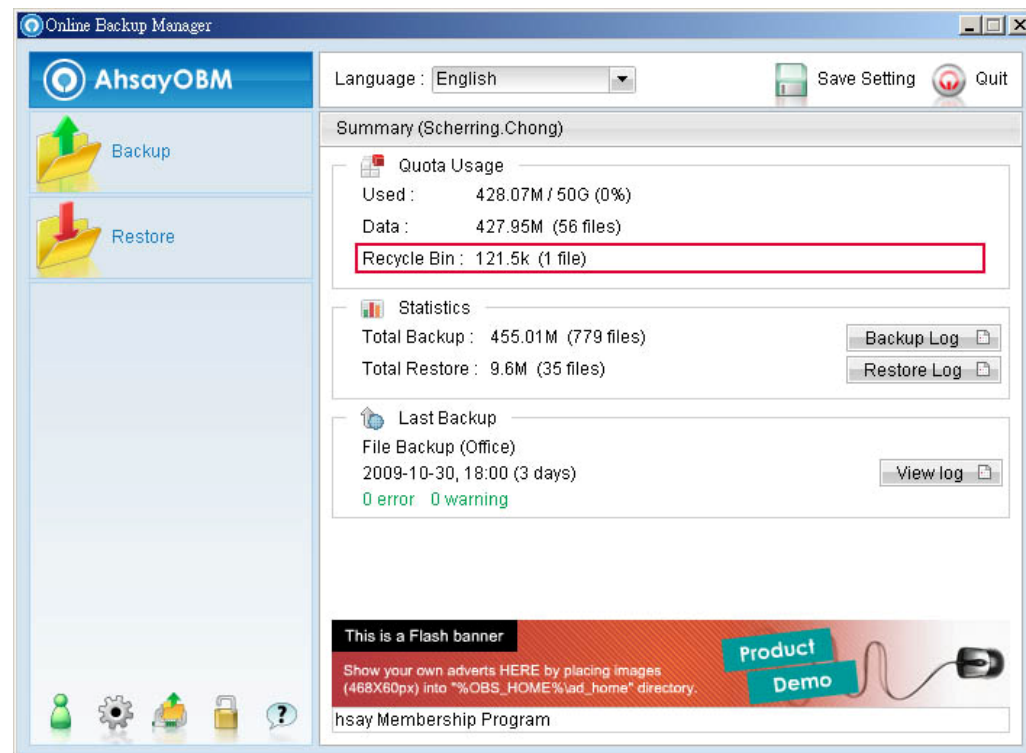 Online Backup Manager
AhsayOBM
Language : English
Save Setting
Quit
Backup
Restore
Summary (Scherring.Chong)
Quota Usage
Used : 428.07M / 50G (0%)
Data : 427.95M (56 files)
Recycle Bin : 121.5k (1 file)
Statistics
Total Backup : 455.01M (779 files)
Backup Log
Total Restore : 9.6M (35 files)
Restore Log
Last Backup
File Backup (Office)
2009-10-30, 18:00 (3 days)
View log
0 error 0 warning
This is a Flash banner
Show your own adverts HERE by placing images
(468X60px) into "%OBS_HOME%\ad_home" directory.
Product
Demo
hsay Membership Program